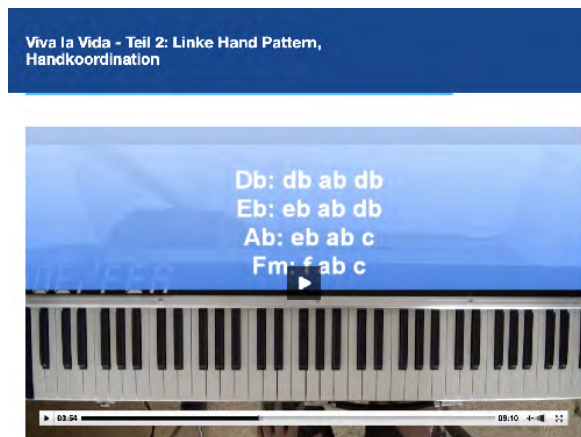 Viva la Vida - Teil 2: Linke Hand Pattern,
Handkoordination
Db: db ab db
Eb: eb ab db
Ab: eb ab c
Fm: f ab c
DEPFER
03:54
09:10